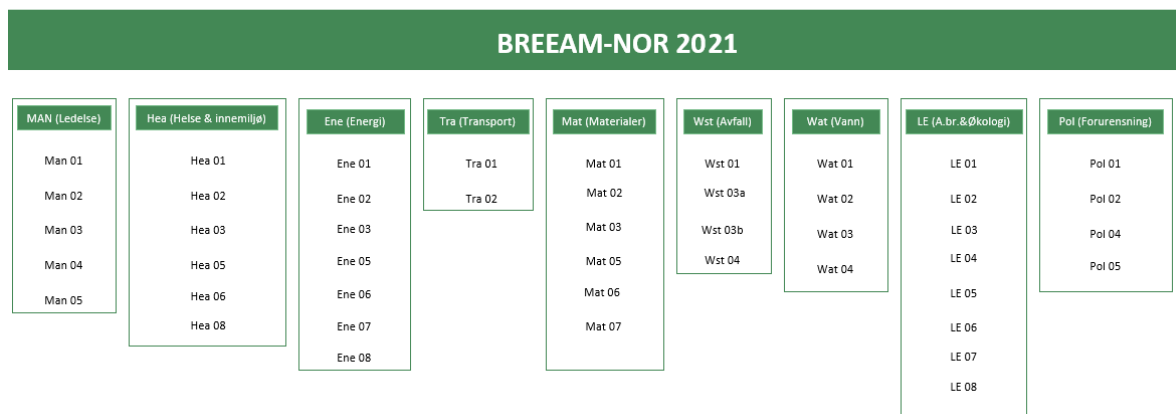 BREEAM-NOR 2021
MAN (Ledelse)
Man 01
Man 02
Man 03
Man 04
Man 05
Hea (Helse & innemiljø)
Hea 01
Hea 02
Hea 03
Hea 05
Hea 06
Hea 08
Ene (Energi)
Ene 01
Ene 02
Ene 03
Ene 05
Ene 06
Ene 07
Ene 08
Tra (Transport)
Tra 01
Tra 02
Mat (Materialer)
Mat 01
Mat 02
Mat 03
Mat 05
Mat 06
Mat 07
Wst (Avfall)
Wst 01
Wst 03a
Wst 03b
Wst 04
Wat (Vann)
Wat 01
Wat 02
Wat 03
Wat 04
LE (A.br.&Økologi)
LE 01
LE 02
LE 03
LE 04
LE 05
LE 06
LE 07
LE 08
Pol (Forurensning)
Pol 01
Pol 02
Pol 04
Pol 05